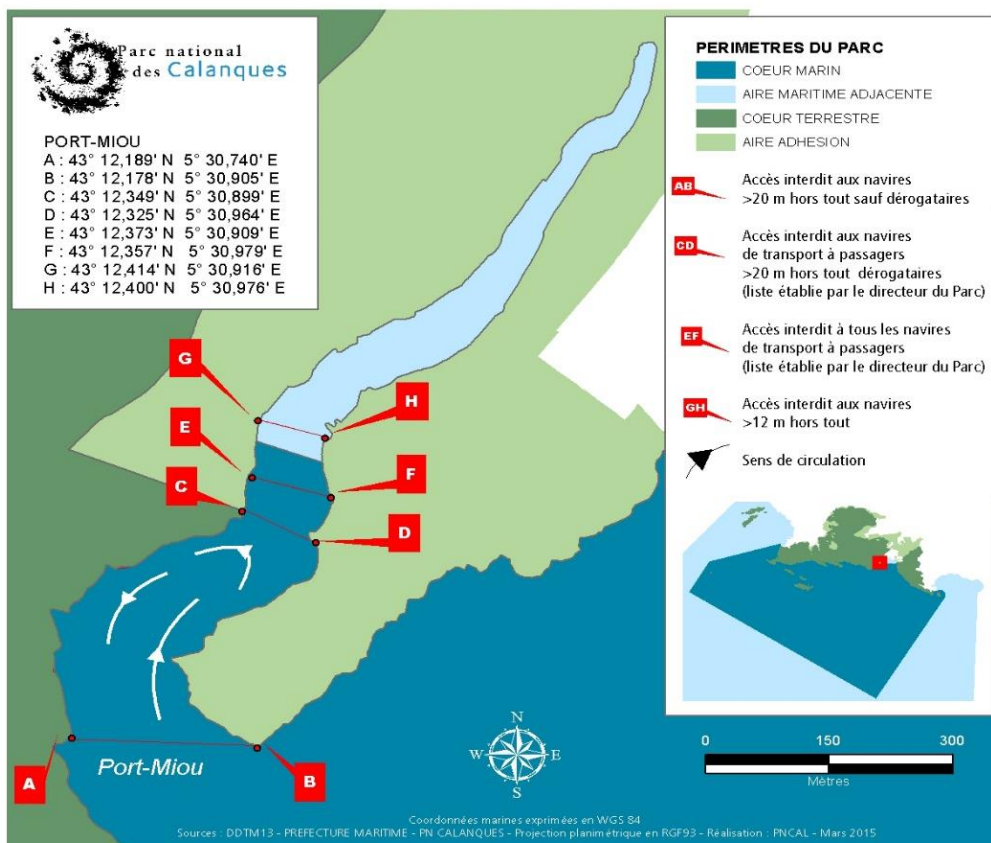 Parc national
des Calanques
PORT-MIOU
A : 43° 12,189' N 5° 30,740' E
B : 43° 12,178' N 5° 30,905' E
C : 43° 12,349' N 5° 30,899' E
D : 43° 12,325' N 5° 30,964' E
E : 43° 12,373' N 5° 30,909' E
F : 43° 12,357' N 5° 30,979' E
G : 43° 12,414' N 5° 30,916' E
H : 43° 12,400' N 5° 30,976' E
G
H
E
F
C
D
A
B
Port-Miou
N
W
E
S
PERIMETRES DU PARC
COEUR MARIN
AIRE MARITIME ADJACENTE
COEUR TERRESTRE
AIRE ADHESION
AB
Accès interdit aux navires
>20 m hors tout sauf dérogataires
CD
Accès interdit aux navires
de transport à passagers
>20 m hors tout dérogataires
(liste établie par le directeur du Parc)
EF
Accès interdit à tous les navires
de transport à passagers
(liste établie par le directeur du Parc)
GH
Accès interdit aux navires
>12 m hors tout
Sens de circulation
0 150 300
Mètres
Coordonnées marines exprimées en WGS 84
Sources : DDTM13 - PREFECTURE MARITIME - PN CALANQUES - Projection planimétrique en RGF93 - Réalisation : PNCAL - Mars 2015